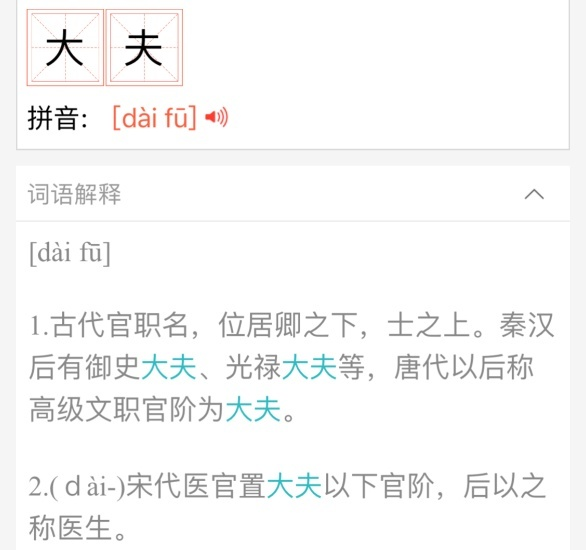 大夫
拼音: [dài fū]
词语解释
[dài fū]
1.古代官职名，位居卿之下，士之上。秦汉
后有御史大夫、光禄大夫等，唐代以后称
高级文职官阶为大夫。
2.(dài-)宋代医官置大夫以下官阶，后以之
称医生。